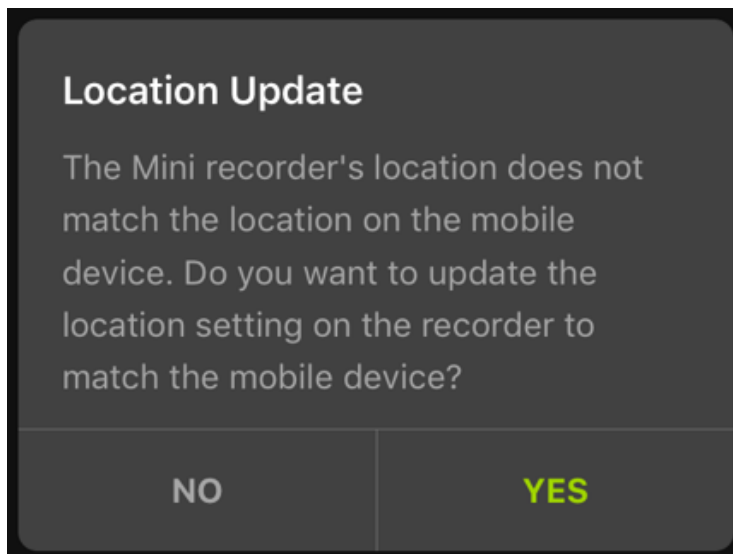 Location Update
The Mini recorder's location does not
match the location on the mobile
device. Do you want to update the
location setting on the recorder to
match the mobile device?
NO
YES